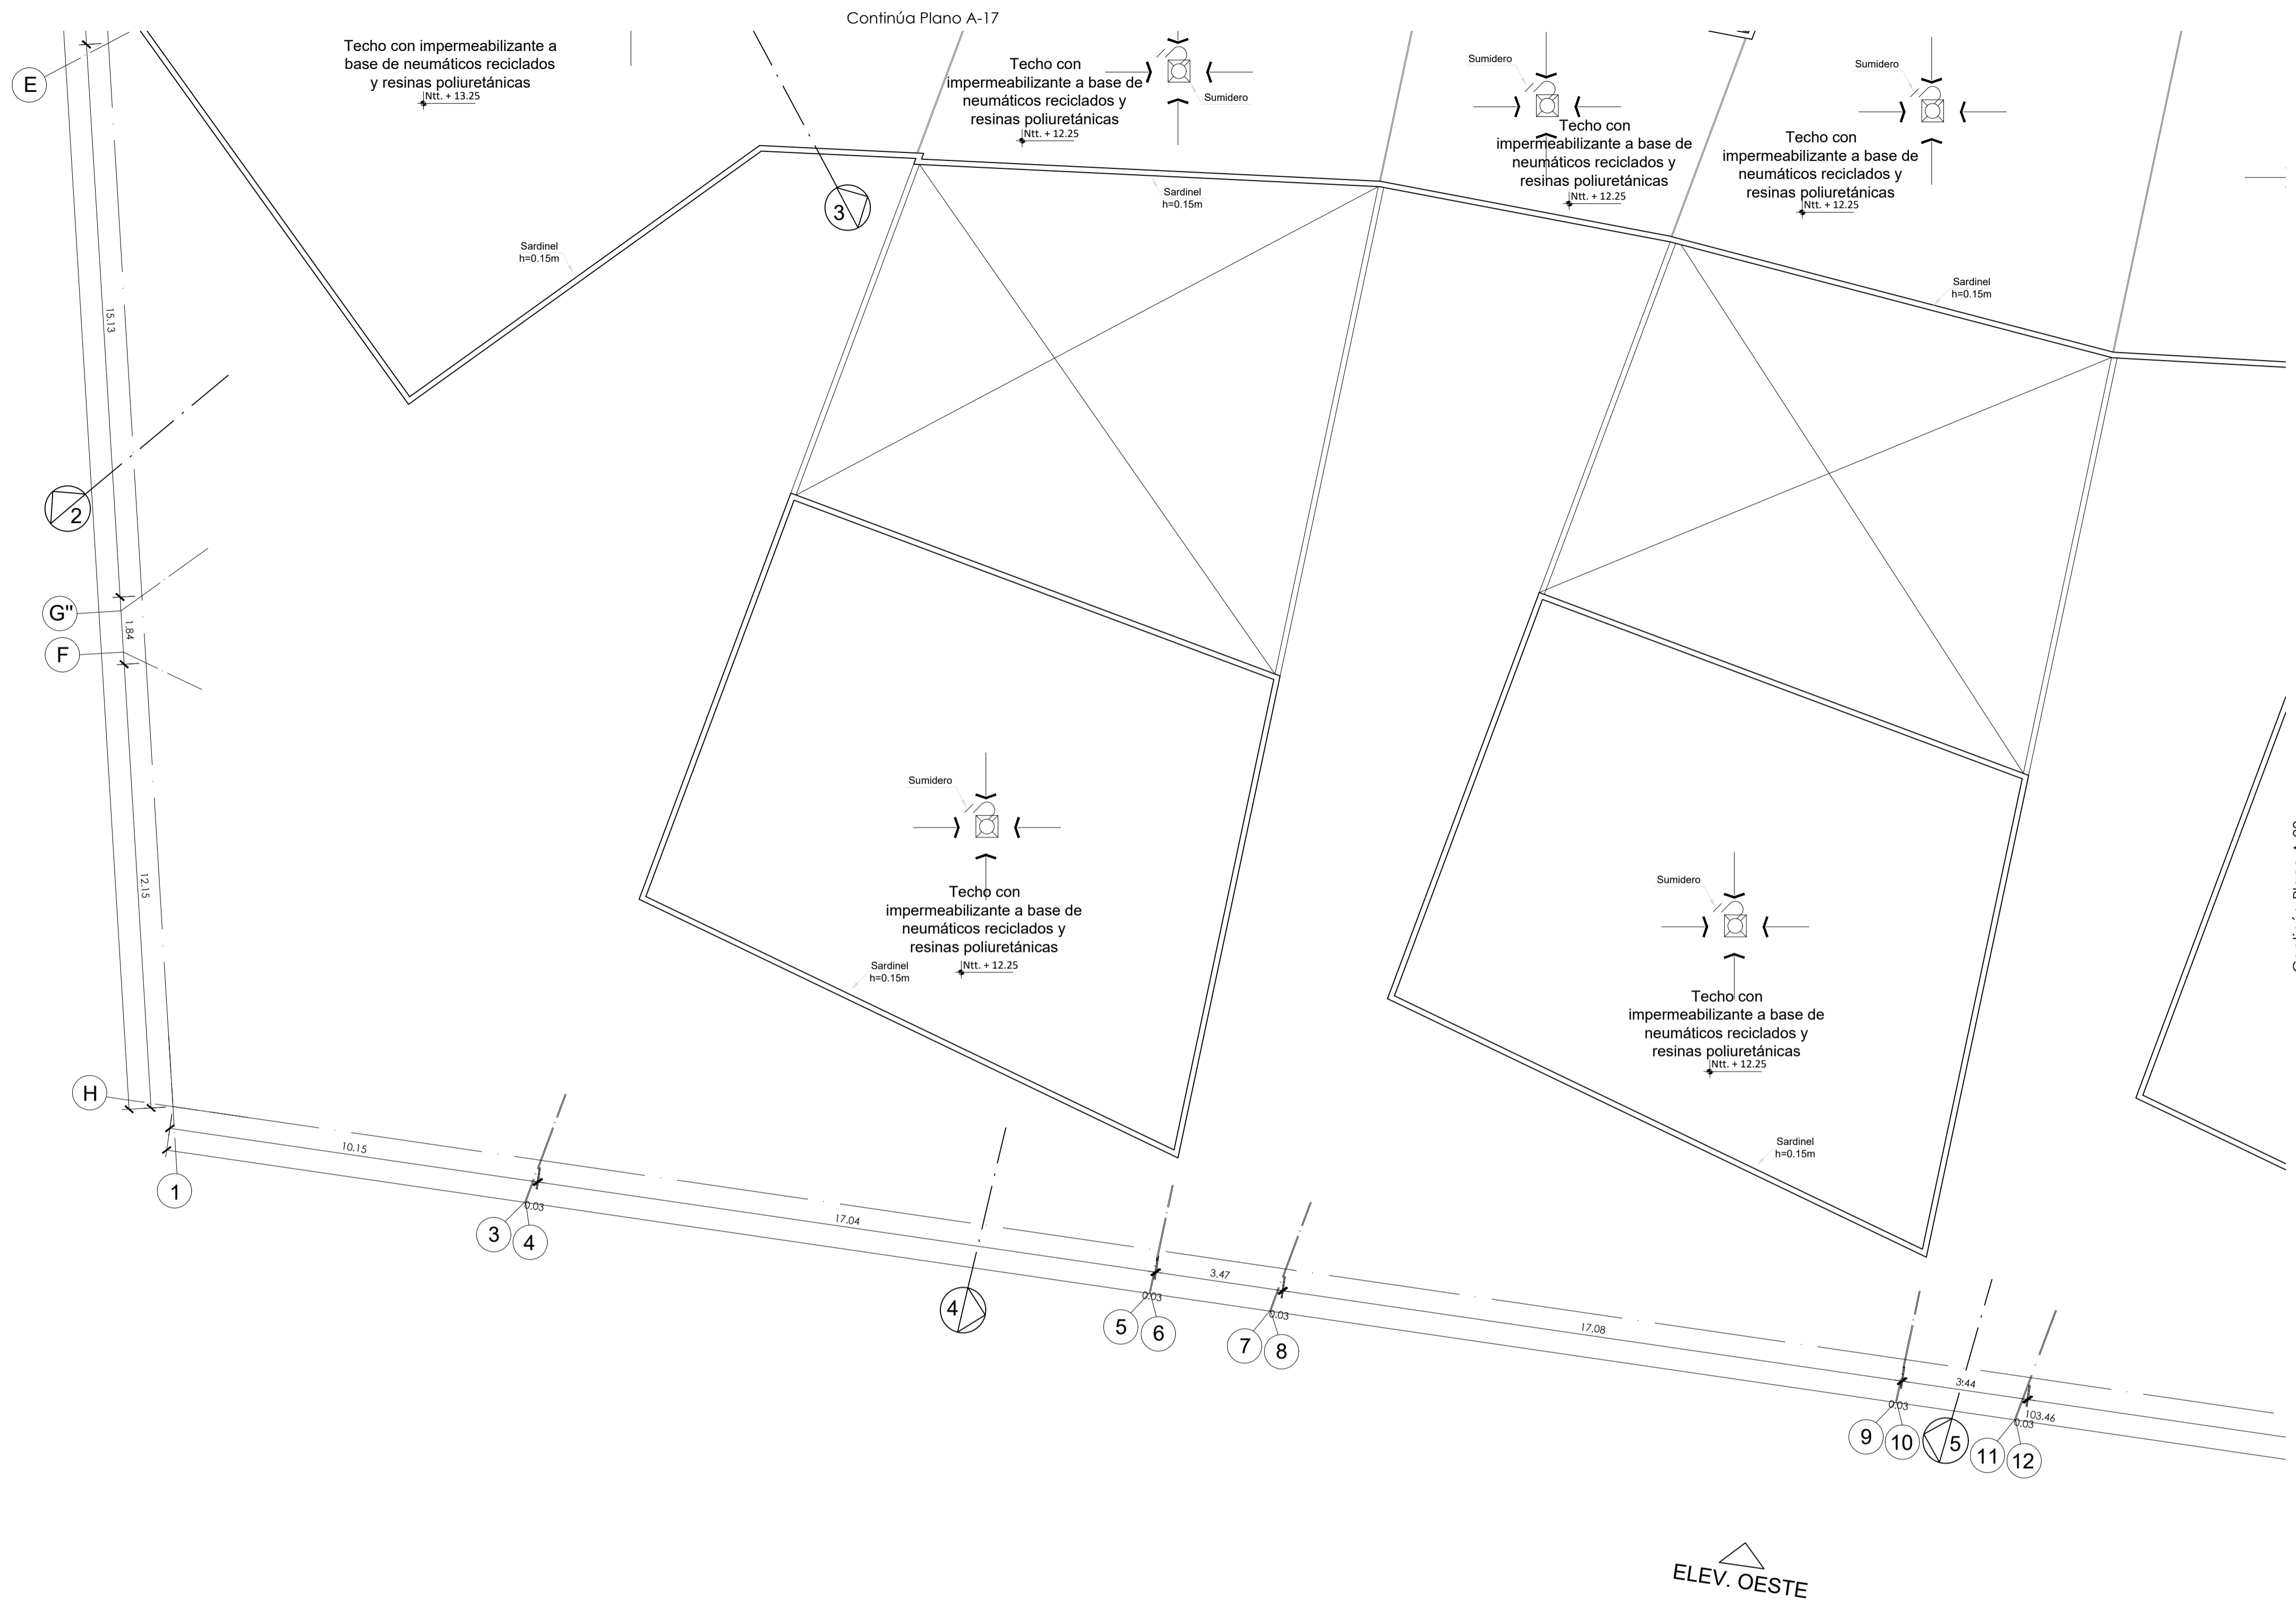 Continúa Plano A-17
E
Techo con impermeabilizante a
base de neumáticos reciclados
y resinas poliuretánicas
Ntt. + 13.25
Techo con
impermeabilizante a base de
neumáticos reciclados y
resinas poliuretánicas
Ntt. + 12.25
Sumidero
Sumidero
Techo con
impermeabilizante a base de
neumáticos reciclados y
resinas poliuretánicas
Ntt. + 12.25
Sumidero
Techo con
impermeabilizante a base de
neumáticos reciclados y
resinas poliuretánicas
Ntt. + 12.25
3
Sardinel
h=0.15m
Sardinel
h=0.15m
Sardinel
h=0.15m
15.13
2
G"
1.84
F
12.15
H
Sumidero
Techo con
impermeabilizante a base de
neumáticos reciclados y
resinas poliuretánicas
Ntt. + 12.25
Sardinel
h=0.15m
Sumidero
Techo con
impermeabilizante a base de
neumáticos reciclados y
resinas poliuretánicas
Ntt. + 12.25
Sardinel
h=0.15m
10.15
0.03
17.04
0.03
3.47
0.03
17.08
0.03
3.44
103.46
0.03
1
3
4
4
5
6
7
8
9
10
5
11
12
ELEV. OESTE